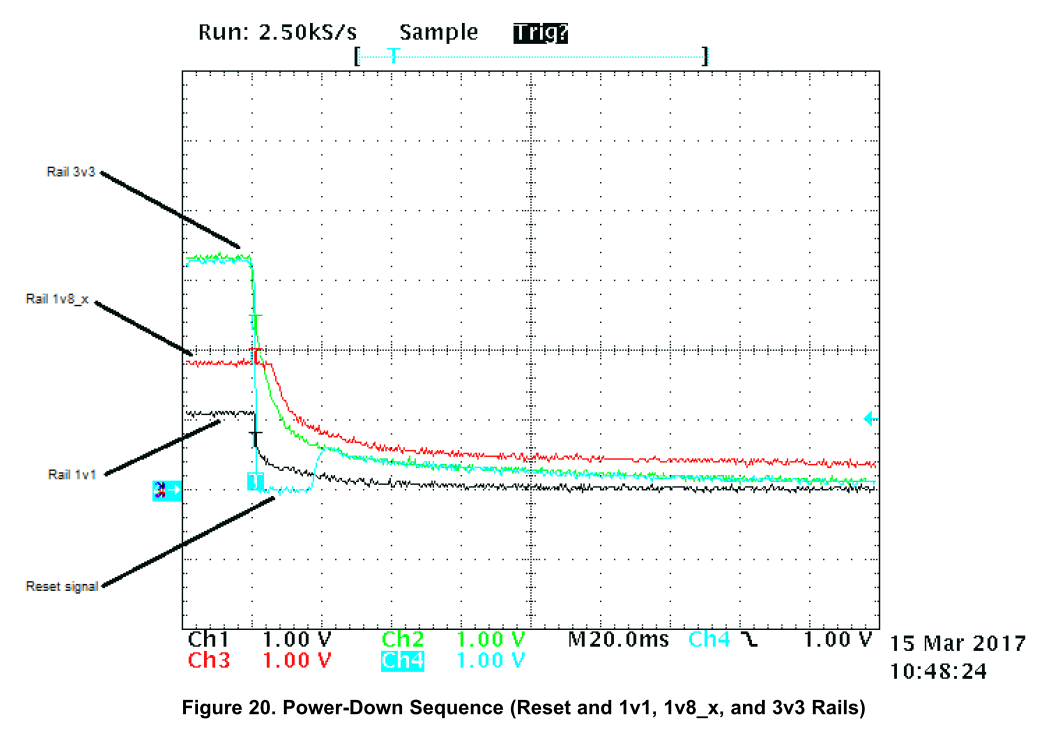 Run: 2.50kS/s Sample Trig?
[ T ]
Rail 3v3
Rail 1v8_x
Rail 1v1
Reset signal
Ch1 1.00 V Ch2 1.00 V M20.0ms Ch4 1.00 V
Ch3 1.00 V Ch4 1.00 V
15 Mar 2017
10:48:24
Figure 20. Power-Down Sequence (Reset and 1v1, 1v8_x, and 3v3 Rails)